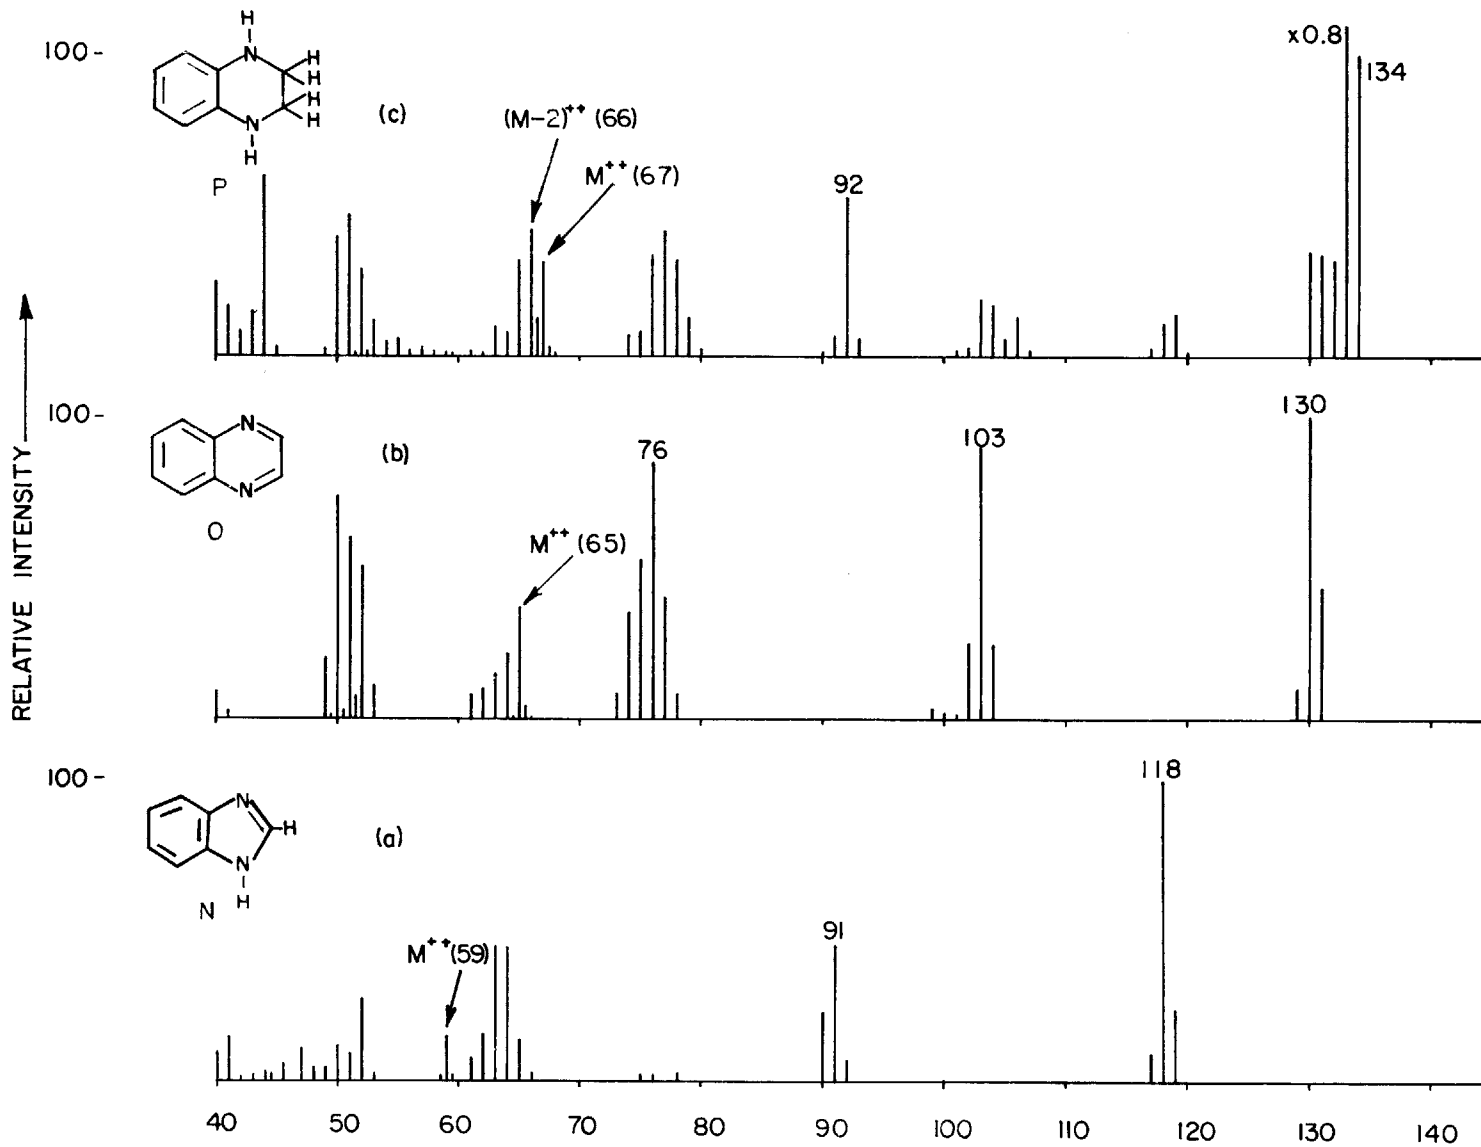 H
100-
N
H
H
H
H
N
H
P
(c)
(M-2)++ (66)
M++ (67)
92
x0.8
134
100-
N
N
O
(b)
76
M++ (65)
103
130
RELATIVE INTENSITY
100-
N
H
N
H
N
(a)
M++(59)
91
118
40 50 60 70 80 90 100 110 120 130 140